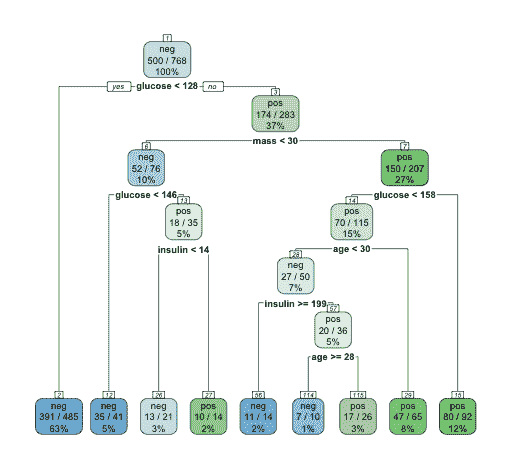 1
neg
500 / 768
100%
yes glucose < 128 no
3
pos
174 / 283
37%
mass < 30
6
neg
52 / 76
10%
7
pos
150 / 207
27%
glucose < 146
glucose < 158
13
pos
18 / 35
5%
14
pos
70 / 115
15%
insulin < 14
age < 30
28
neg
27 / 50
7%
insulin >= 199
57
pos
20 / 36
5%
age >= 28
2
neg
391 / 485
63%
12
neg
35 / 41
5%
26
neg
13 / 21
3%
27
pos
10 / 14
2%
56
neg
11 / 14
2%
114
neg
7 / 10
1%
115
pos
17 / 26
3%
29
pos
47 / 65
8%
15
pos
80 / 92
12%